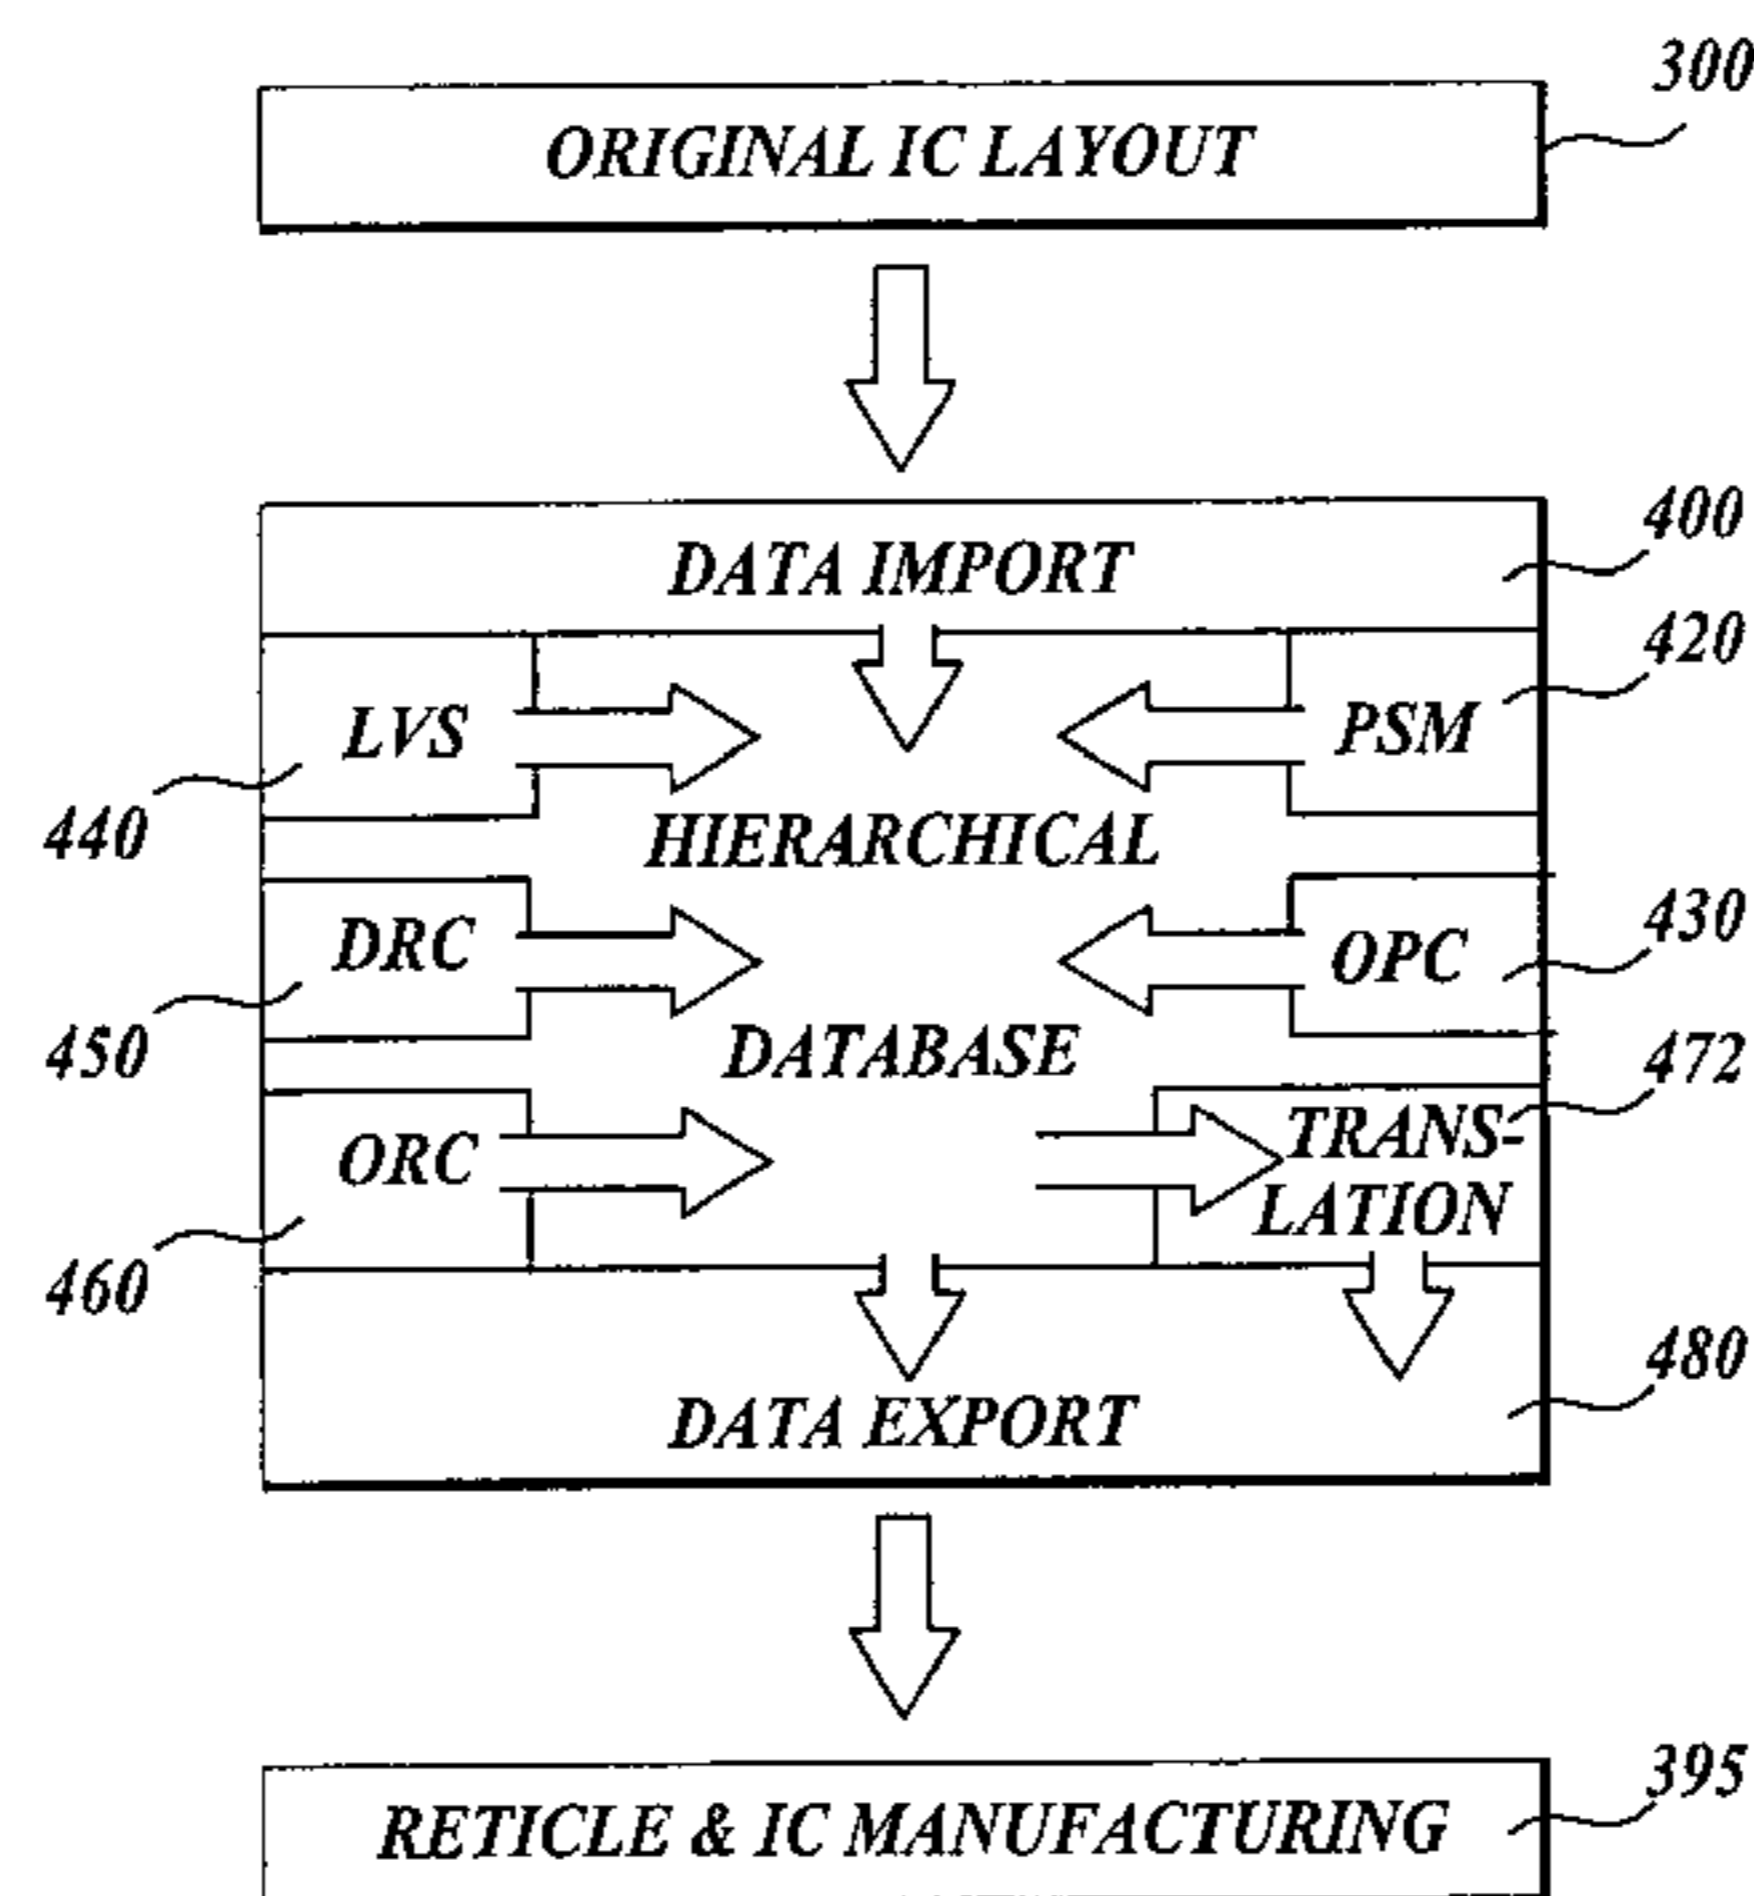 300
ORIGINAL IC LAYOUT
400
DATA IMPORT
420
LVS
PSM
440
HIERARCHICAL
430
DRC
OPC
450
DATABASE
472
ORC
TRANS-
LATION
460
480
DATA EXPORT
395
RETICLE & IC MANUFACTURING